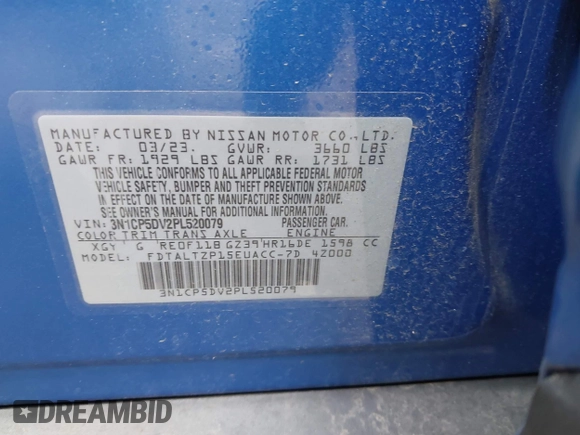 MANUFACTURED BY NISSAN MOTOR CO., LTD.
DATE: 03/23. GVWR: 3660 LBS
GAWR FR: 1929 LBS GAWR RR: 1731 LBS
THIS VEHICLE CONFORMS TO ALL APPLICABLE FEDERAL MOTOR
VEHICLE SAFETY, BUMPER AND THEFT PREVENTION STANDARDS
IN EFFECT ON THE DATE OF MANUFACTURE SHOWN ABOVE.
SEE OWNER'S MANUAL FOR ADDITIONAL INFORMATION.
VIN: 3N1CP5DV2PL520079 PASSENGER CAR.
COLOR TRIM TRANS AXLE ENGINE
XGY G RE0F11B GZ39 HR16DE 1598 CC
MODEL: FDTALTZP15EUACC-7D 4Z000
3N1CP5DV2PL520079
DREAMBID